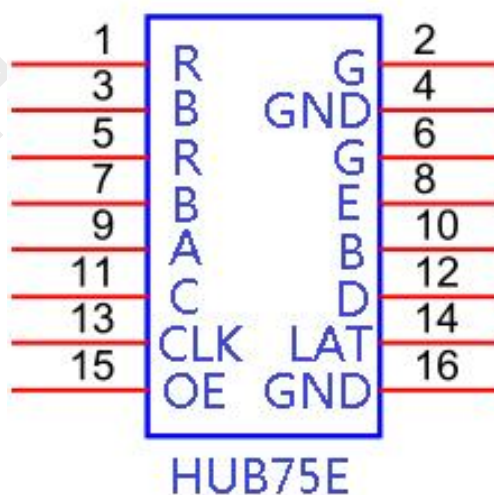 1 R G 2
3 B GND 4
5 R G 6
7 B E 8
9 A B 10
11 C D 12
13 CLK LAT 14
15 OE GND 16
HUB75E